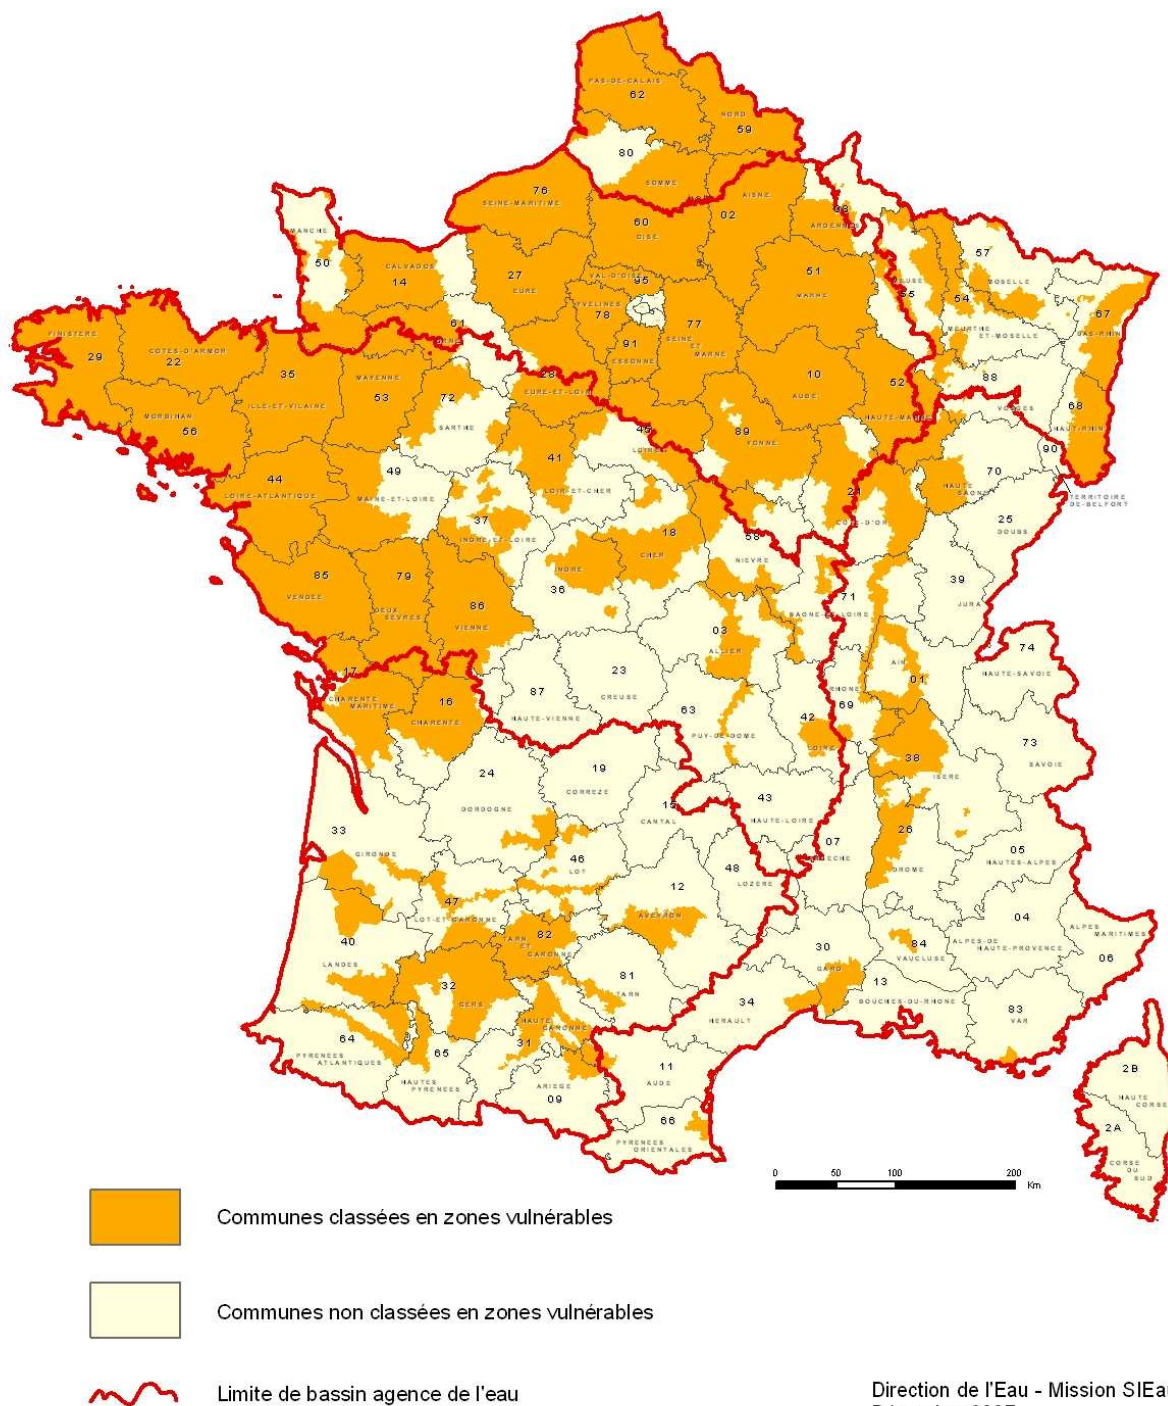 PAS-DE-CALAIS
62
NORD
59
80
SOMME
76
SEINE-MARITIME
AISNE
02
60
OISE
08
ARDENNES
MANCHE
50
CALVADOS
14
27
EURE
VAL-D'OISE
95
YVELINES
78
91
ESSONNE
77
SEINE
ET
MARNE
51
MARNE
MEUSE
55
54
MEURTHE
ET-MOSELLE
57
MOSELLE
67
BAS-RHIN
61
ORNE
FINISTERE
29
COTES-D'ARMOR
22
35
ILLE-ET-VILAINE
MORBIHAN
56
MAYENNE
53
72
SARTHE
28
EURE-ET-LOIR
10
AUBE
52
HAUTE-MARNE
88
VOSGES
68
HAUT-RHIN
45
LOIRET
89
YONNE
41
LOIR-ET-CHER
44
LOIRE-ATLANTIQUE
49
MAINE-ET-LOIRE
37
INDRE-ET-LOIRE
18
CHER
58
NIEVRE
21
COTE-D'OR
70
HAUTE
SAONE
90
TERRITOIRE
DE-BELFORT
25
DOUBS
85
VENDEE
79
DEUX
SEVRES
86
VIENNE
INDRE
36
03
ALLIER
71
SAONE-ET-LOIRE
39
JURA
17
CHARENTE
MARITIME
16
CHARENTE
87
HAUTE-VIENNE
23
CREUSE
63
PUY-DE-DOME
42
LOIRE
RHONE
69
AIN
01
74
HAUTE-SAVOIE
73
SAVOIE
38
ISERE
24
DORDOGNE
19
CORREZE
15
CANTAL
43
HAUTE-LOIRE
07
26
DROME
05
HAUTES-ALPES
33
GIRONDE
46
LOT
47
LOT-ET-GARONNE
12
AVEYRON
48
LOZERE
82
TARN
ET
GARONNE
40
LANDES
32
GERS
81
TARN
30
GARD
84
VAUCLUSE
04
ALPES-DE
HAUTE-PROVENCE
ALPES
MARITIMES
06
34
HERAULT
13
BOUCHES-DU-RHONE
83
VAR
64
PYRENEES
ATLANTIQUES
65
HAUTES
PYRENEES
HAUTE
GARONNE
31
ARIEGE
09
11
AUDE
66
PYRENEES
ORIENTALES
2B
HAUTE
CORSE
2A
CORSE
DU
SUD
0 50 100 200
Km
Communes classées en zones vulnérables
Communes non classées en zones vulnérables
Limite de bassin agence de l'eau
Direction de l'Eau - Mission SIEau